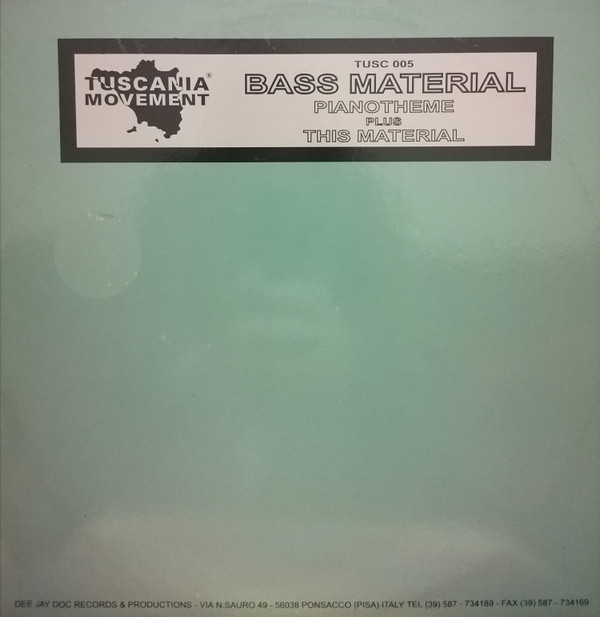 TUSCANIA®
MOVEMENT
TUSC 005
BASS MATERIAL
PIANOTHEME
PLUS
THIS MATERIAL
DEE JAY DOC RECORDS & PRODUCTIONS - VIA N.SAURO 49 - 56038 PONSACCO (PISA) ITALY TEL (39) 587 - 734189 - FAX (39) 587 - 734169